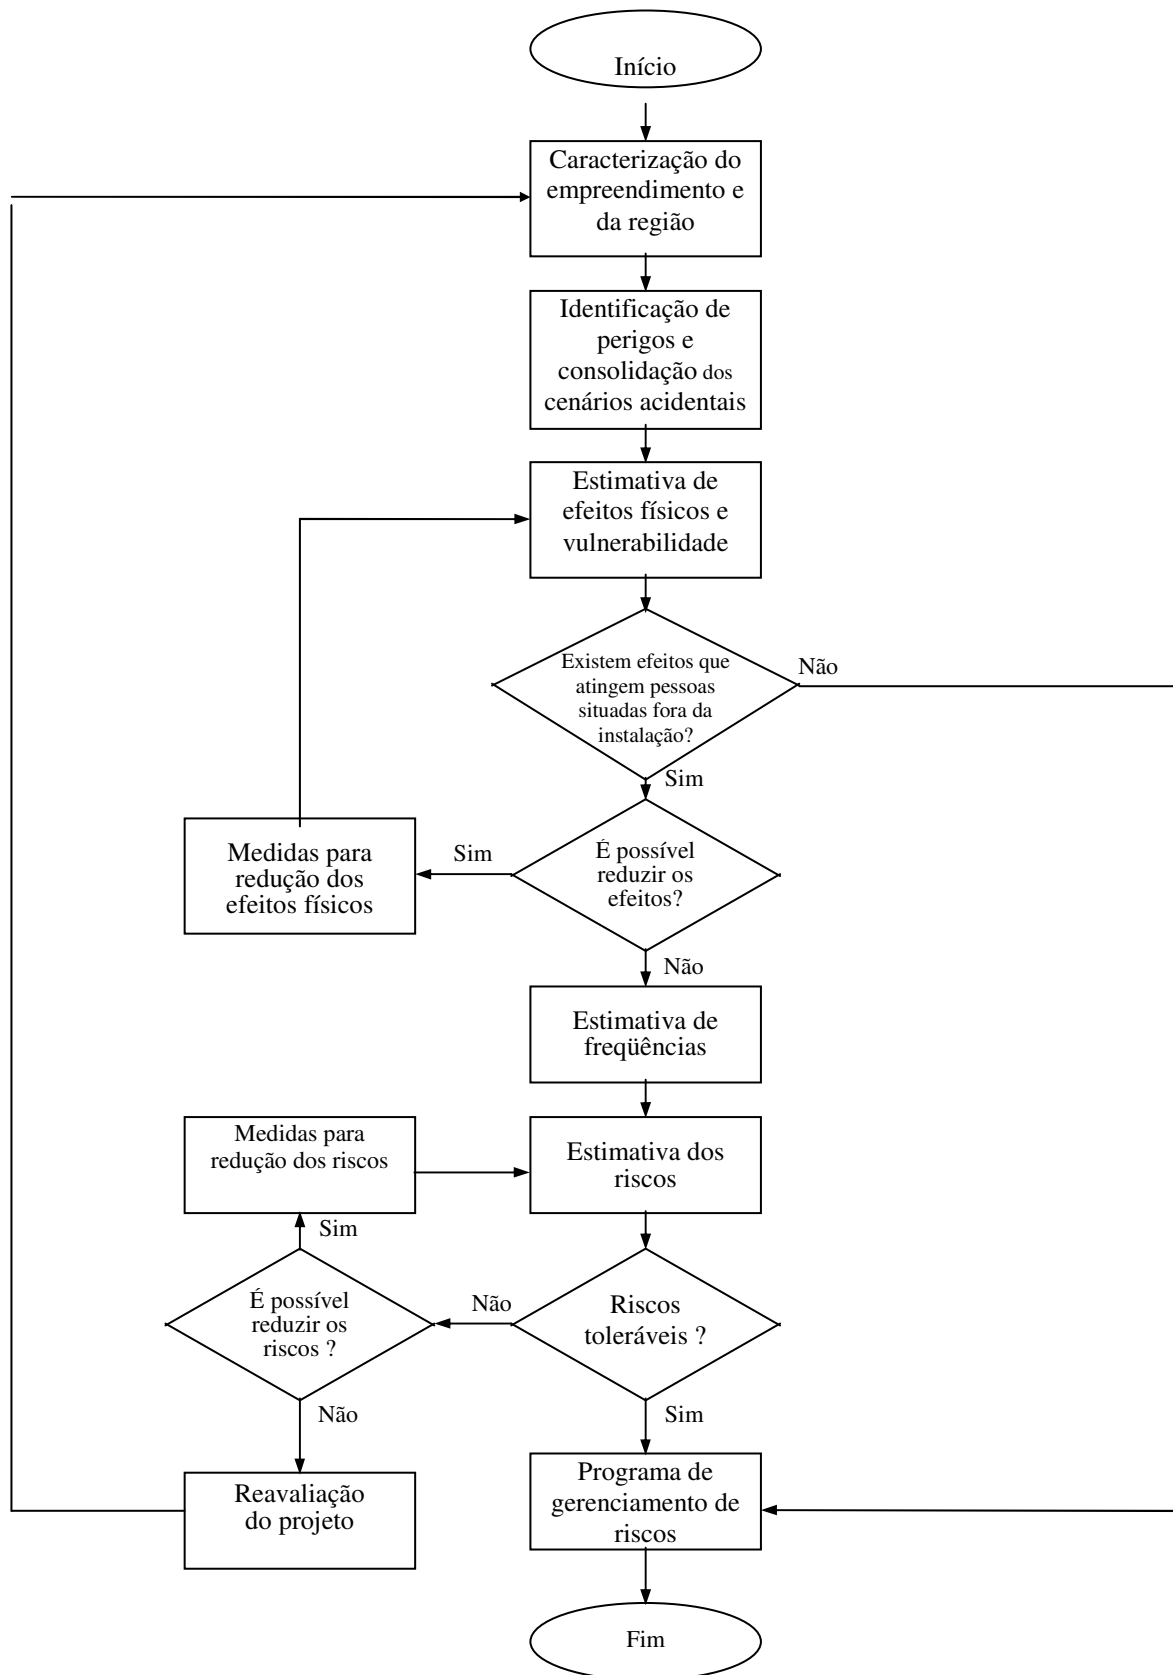 Início
Caracterização do
empreendimento e
da região
Identificação de
perigos e
consolidação dos
cenários acidentais
Estimativa de
efeitos físicos e
vulnerabilidade
Existem efeitos que
atingem pessoas
situadas fora da
instalação?
Não
Sim
É possível
reduzir os
efeitos?
Sim
Medidas para
redução dos
efeitos físicos
Não
Estimativa de
freqüências
Medidas para
redução dos riscos
Estimativa dos
riscos
Sim
É possível
reduzir os
riscos ?
Não
Riscos
toleráveis ?
Não
Sim
Reavaliação
do projeto
Programa de
gerenciamento de
riscos
Fim